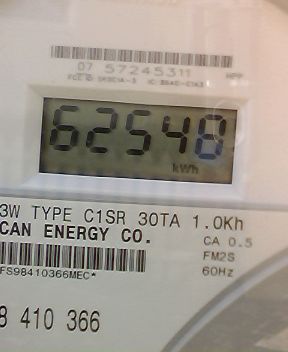 07 57245311
62548
kWh
3W TYPE C1SR 30TA 1.0Kh
CAN ENERGY CO.
CA 0.5
FM2S
60Hz
FS98410366MEC*
8 410 366